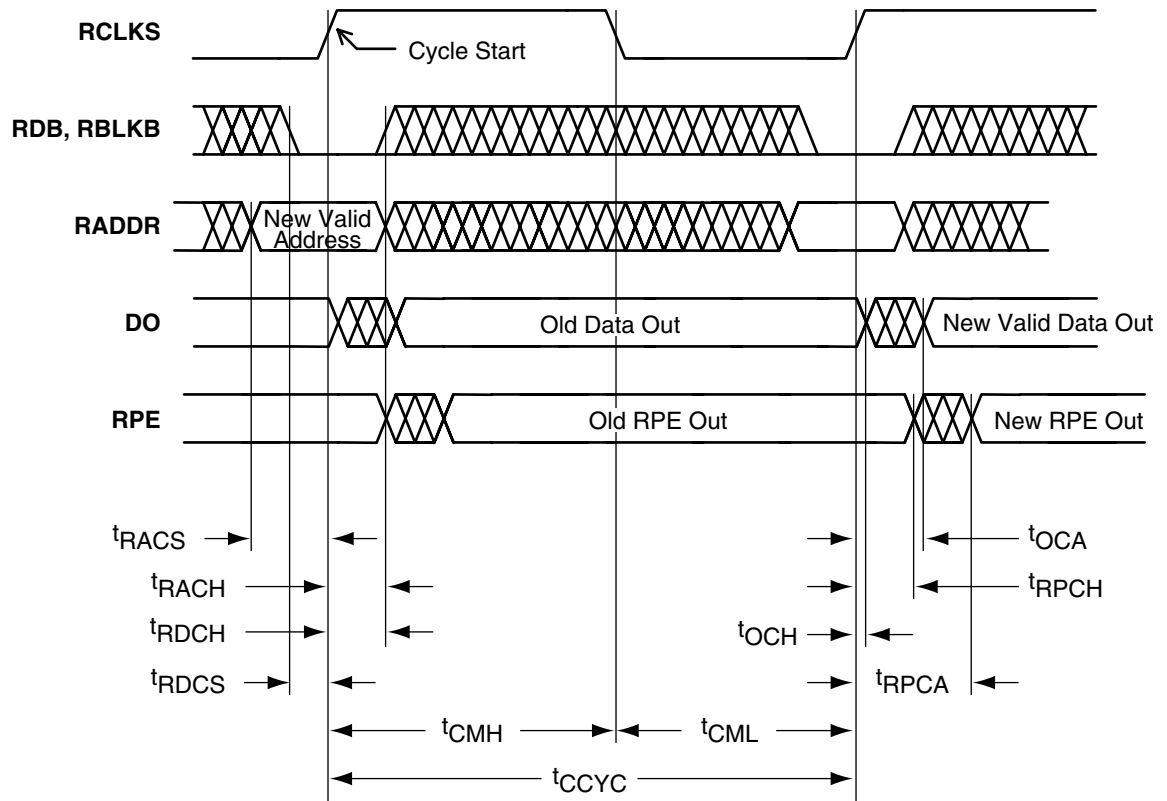 RCLKS
Cycle Start
RDB, RBLKB
RADDR
New Valid
Address
DO
Old Data Out
New Valid Data Out
RPE
Old RPE Out
New RPE Out
tRACS
tOCA
tRACH
tRPCH
tRDCH
tOCH
tRDCS
tRPCA
tCMH
tCML
tCCYC